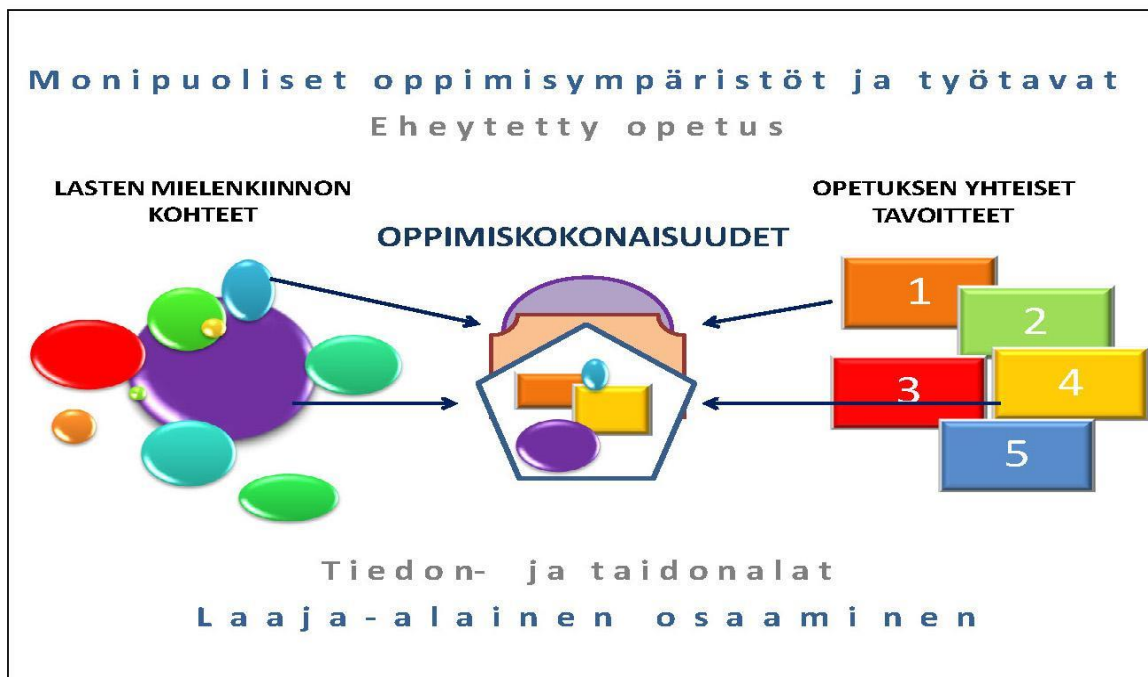 Monipuoliset oppimisympäristöt ja työtavat
Eheytetty opetus
LASTEN MIELENKIINNON
KOHTEET
OPETUKSEN YHTEISET
TAVOITTEET
OPPIMISKOKONAISUUDET
1
2
3
4
5
Tiedon- ja taidonalat
Laaja-alainen osaaminen